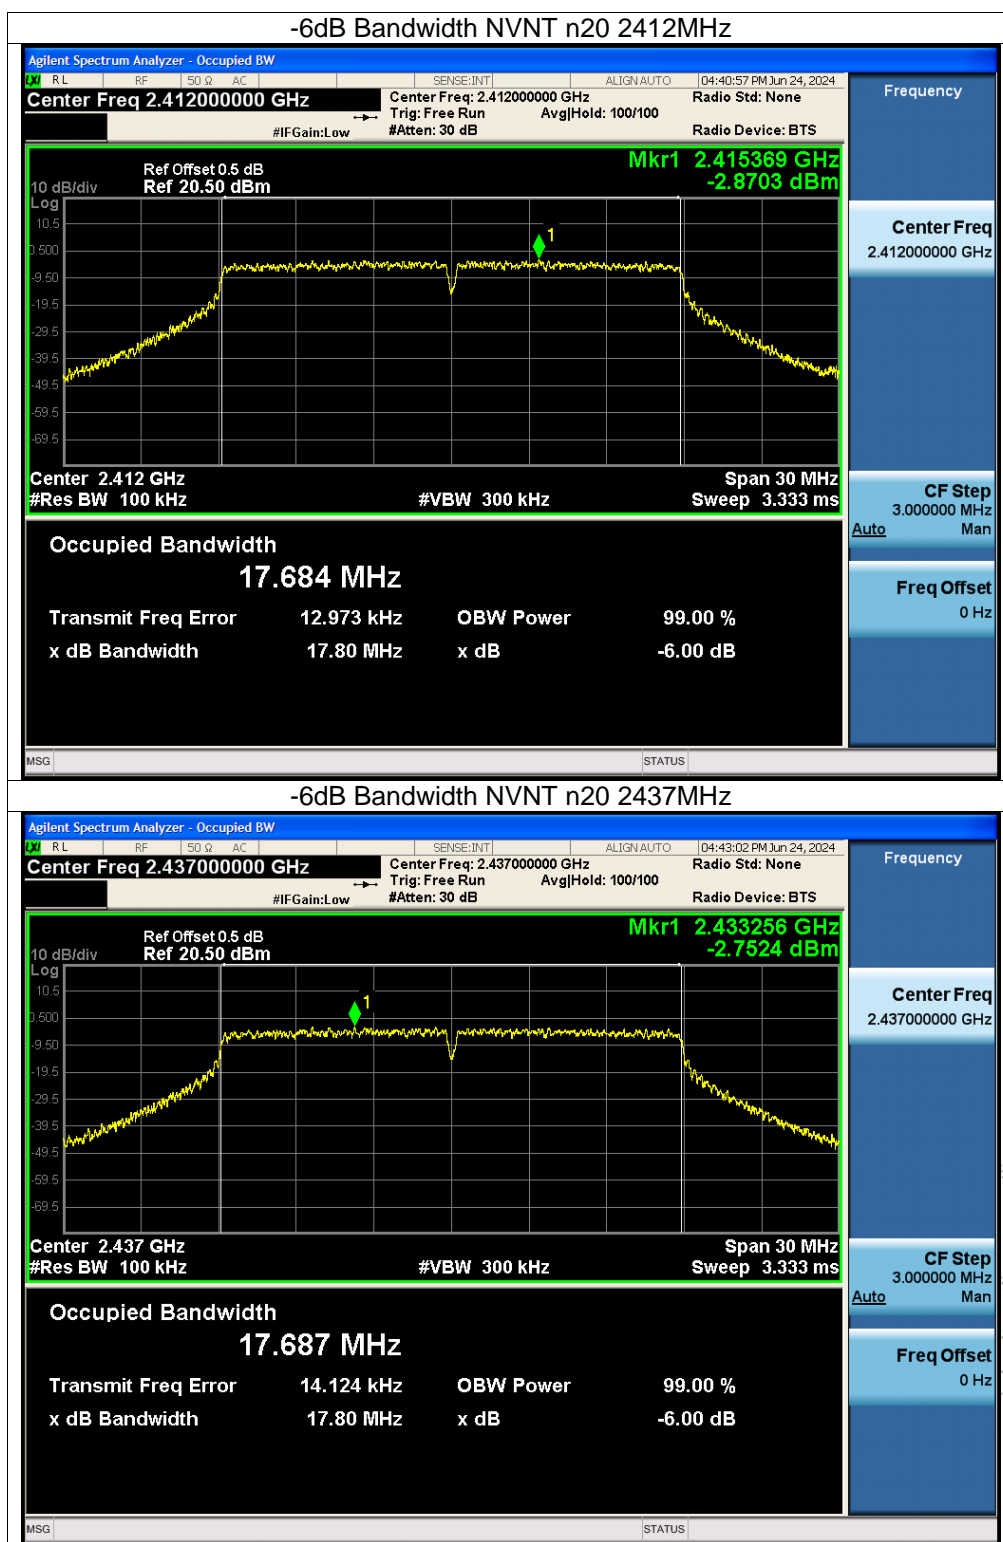 -6dB Bandwidth NVNT n20 2412MHz
Agilent Spectrum Analyzer - Occupied BW
LXI RL RF 50 Ω AC SENSE:INT ALIGN AUTO 04:40:57 PM Jun 24, 2024
Center Freq 2.412000000 GHz
Center Freq: 2.412000000 GHz
Radio Std: None
Trig: Free Run Avg|Hold: 100/100
#IFGain:Low #Atten: 30 dB Radio Device: BTS
Frequency
Mkr1 2.415369 GHz
-2.8703 dBm
Ref Offset 0.5 dB
10 dB/div Ref 20.50 dBm
Log
10.5
0.500
-9.50
-19.5
-29.5
-39.5
-49.5
-59.5
-69.5
1
Center 2.412 GHz Span 30 MHz
#Res BW 100 kHz #VBW 300 kHz Sweep 3.333 ms
Center Freq
2.412000000 GHz
CF Step
3.000000 MHz
Auto Man
Freq Offset
0 Hz
Occupied Bandwidth
17.684 MHz
Transmit Freq Error 12.973 kHz OBW Power 99.00 %
x dB Bandwidth 17.80 MHz x dB -6.00 dB
MSG STATUS
-6dB Bandwidth NVNT n20 2437MHz
Agilent Spectrum Analyzer - Occupied BW
LXI RL RF 50 Ω AC SENSE:INT ALIGN AUTO 04:43:02 PM Jun 24, 2024
Center Freq 2.437000000 GHz
Center Freq: 2.437000000 GHz
Radio Std: None
Trig: Free Run Avg|Hold: 100/100
#IFGain:Low #Atten: 30 dB Radio Device: BTS
Frequency
Mkr1 2.433256 GHz
-2.7524 dBm
Ref Offset 0.5 dB
10 dB/div Ref 20.50 dBm
Log
10.5
0.500
-9.50
-19.5
-29.5
-39.5
-49.5
-59.5
-69.5
1
Center 2.437 GHz Span 30 MHz
#Res BW 100 kHz #VBW 300 kHz Sweep 3.333 ms
Center Freq
2.437000000 GHz
CF Step
3.000000 MHz
Auto Man
Freq Offset
0 Hz
Occupied Bandwidth
17.687 MHz
Transmit Freq Error 14.124 kHz OBW Power 99.00 %
x dB Bandwidth 17.80 MHz x dB -6.00 dB
MSG STATUS